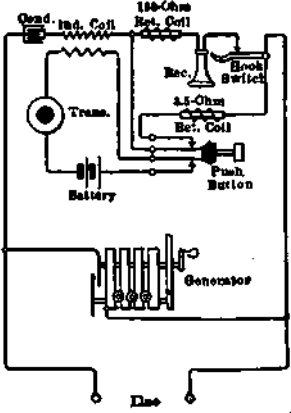 Cond.
Ind. Coil
Ret. Coil
Rec.
Hook
Switch
Trans.
Ret. Coil
Push
Button
Battery
Generator
Line